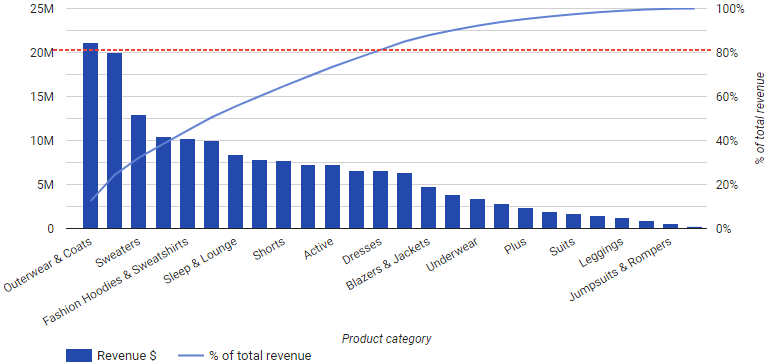 25M
20M
15M
10M
5M
0
100%
80%
60%
40%
20%
0%
% of total revenue
Outerwear & Coats
Sweaters
Fashion Hoodies & Sweatshirts
Sleep & Lounge
Shorts
Active
Dresses
Blazers & Jackets
Underwear
Plus
Suits
Leggings
Jumpsuits & Rompers
Product category
Revenue $
% of total revenue